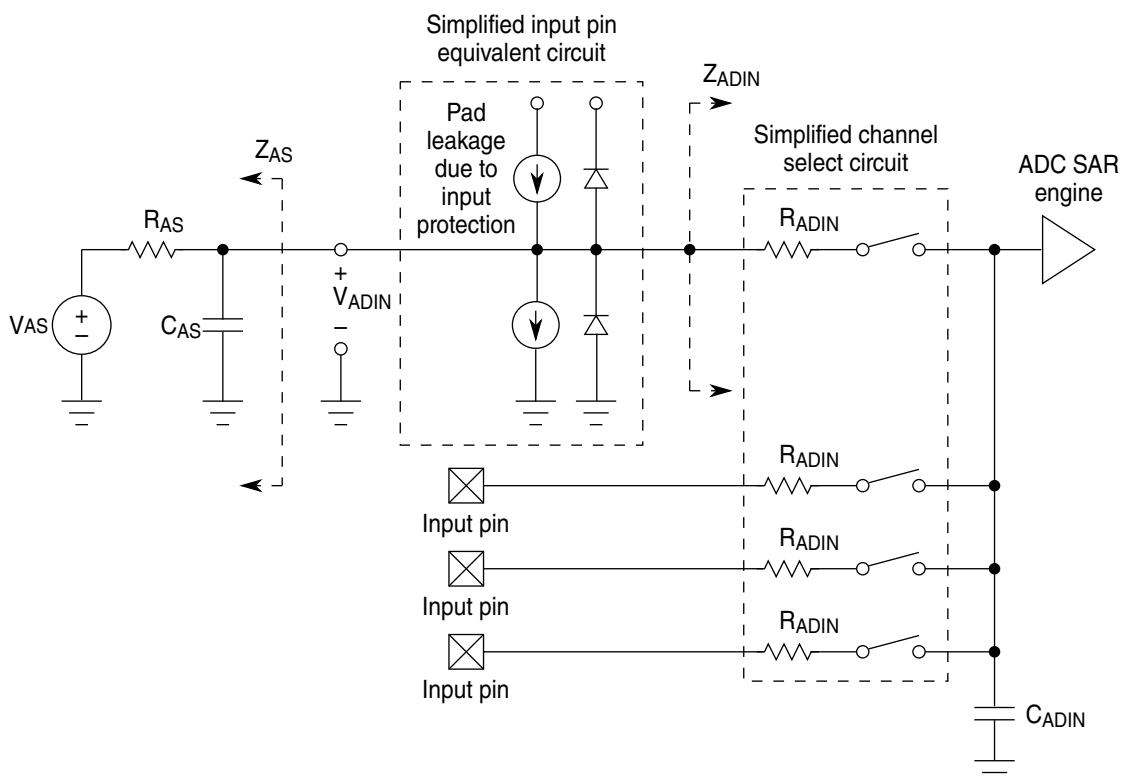 Simplified input pin
equivalent circuit
ZADIN
Pad
leakage
due to
input
protection
Simplified channel
select circuit
ADC SAR
engine
ZAS
RAS
RADIN
+
VADIN
−
VAS
+
−
CAS
RADIN
Input pin
RADIN
Input pin
RADIN
Input pin
CADIN